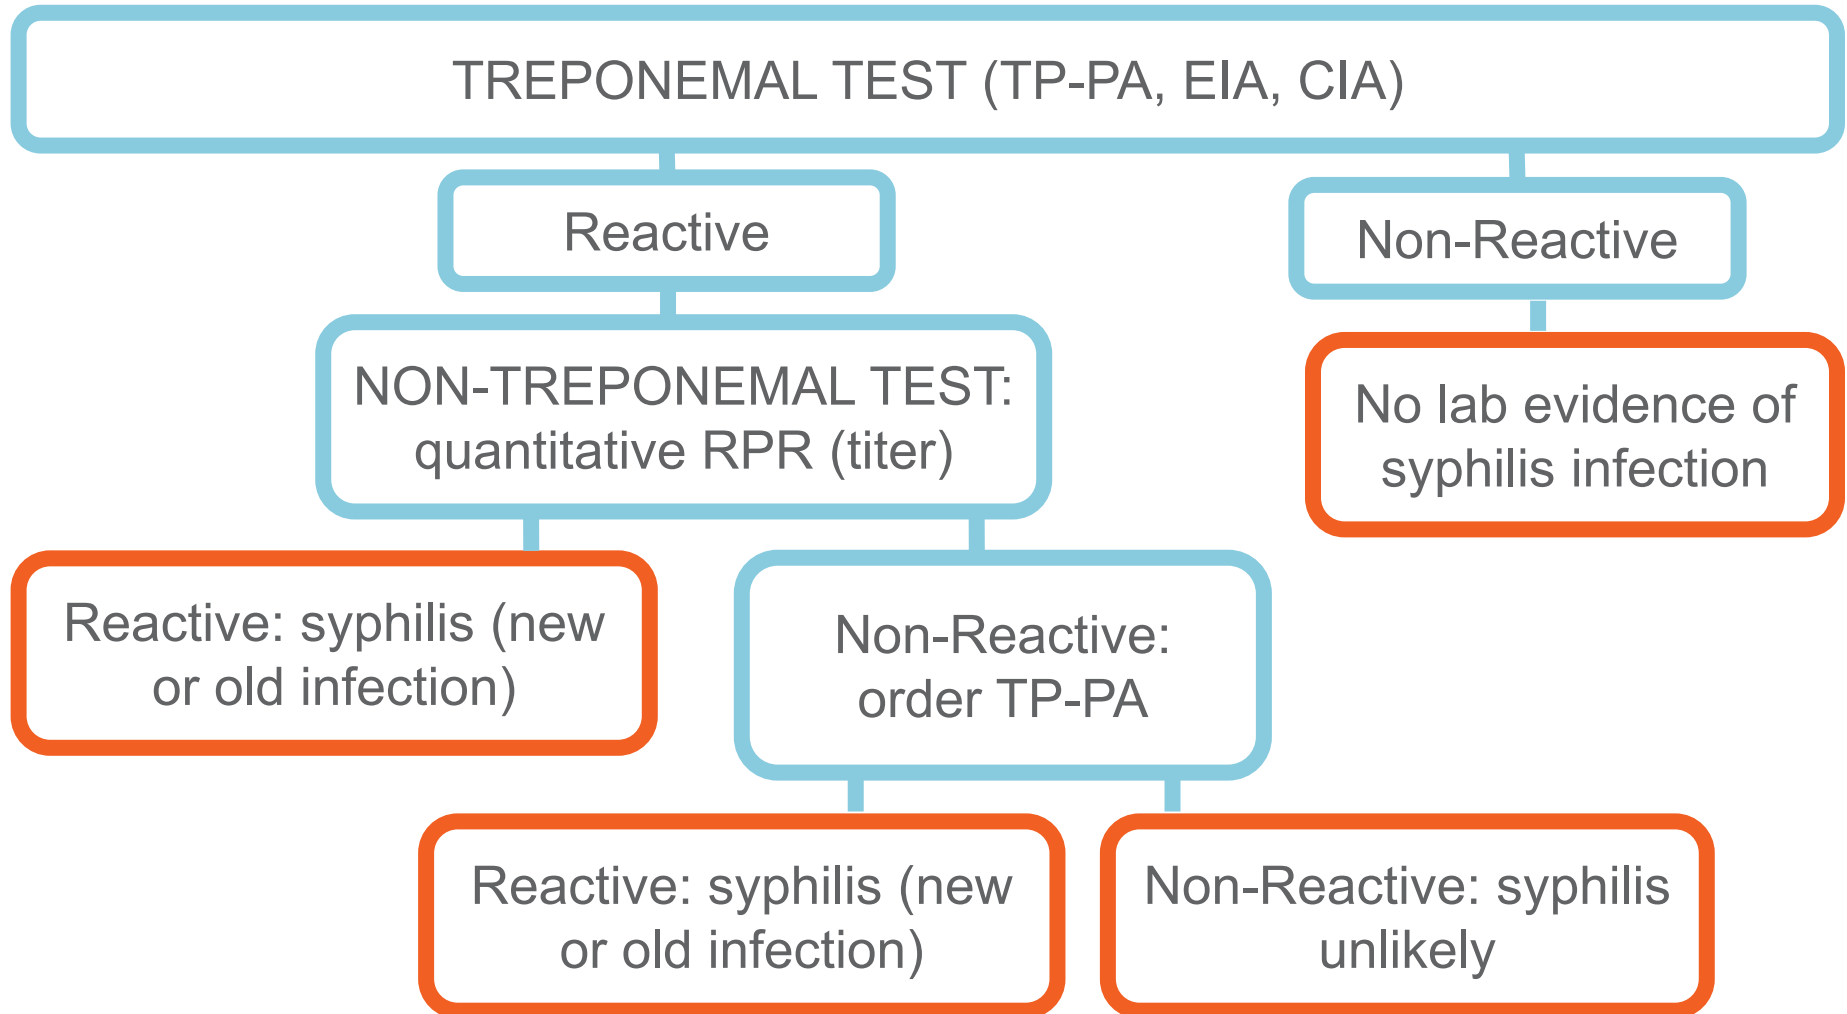 TREPONEMAL TEST (TP-PA, EIA, CIA)
Reactive
Non-Reactive
NON-TREPONEMAL TEST:
quantitative RPR (titer)
No lab evidence of
syphilis infection
Reactive: syphilis (new
or old infection)
Non-Reactive:
order TP-PA
Reactive: syphilis (new
or old infection)
Non-Reactive: syphilis
unlikely